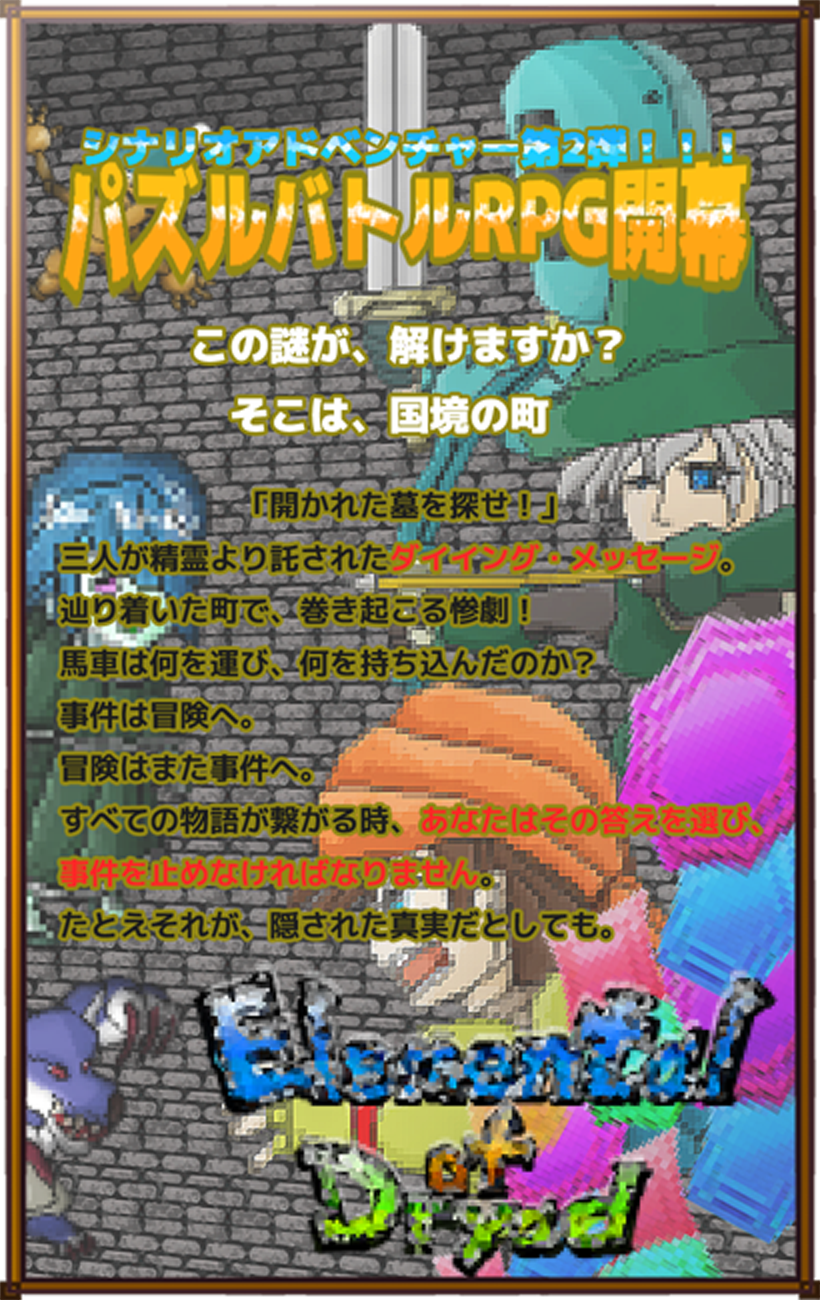 シナリオアドベンチャー第2弾！！！
パズルバトルRPG開幕
この謎が、解けますか？
そこは、国境の町
「開かれた墓を探せ！」
三人が精霊より託されたダイイング・メッセージ。
辿り着いた町で、巻き起こる惨劇！
馬車は何を運び、何を持ち込んだのか？
事件は冒険へ。
冒険はまた事件へ。
すべての物語が繋がる時、あなたはその答えを選び、
事件を止めなければなりません。
たとえそれが、隠された真実だとしても。
Elemental
of
Dryad